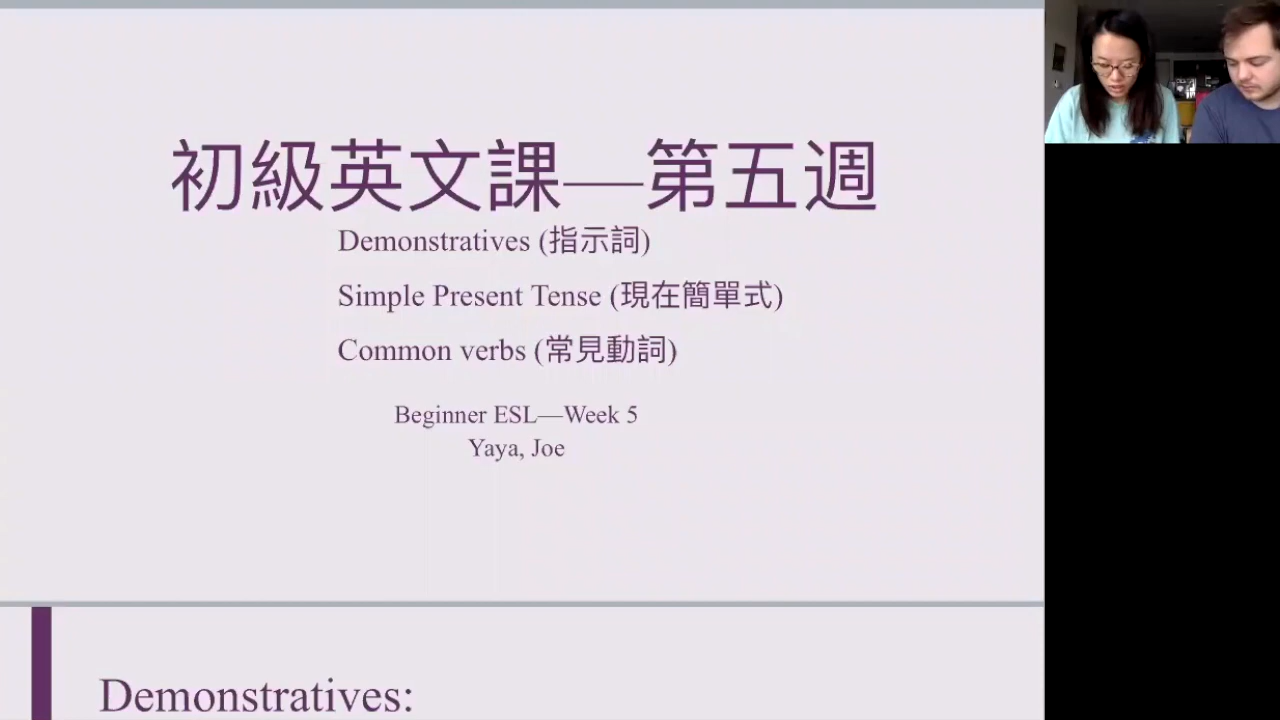 初級英文課—第五週
Demonstratives (指示詞)
Simple Present Tense (現在簡單式)
Common verbs (常見動詞)
Beginner ESL—Week 5
Yaya, Joe
Demonstratives: